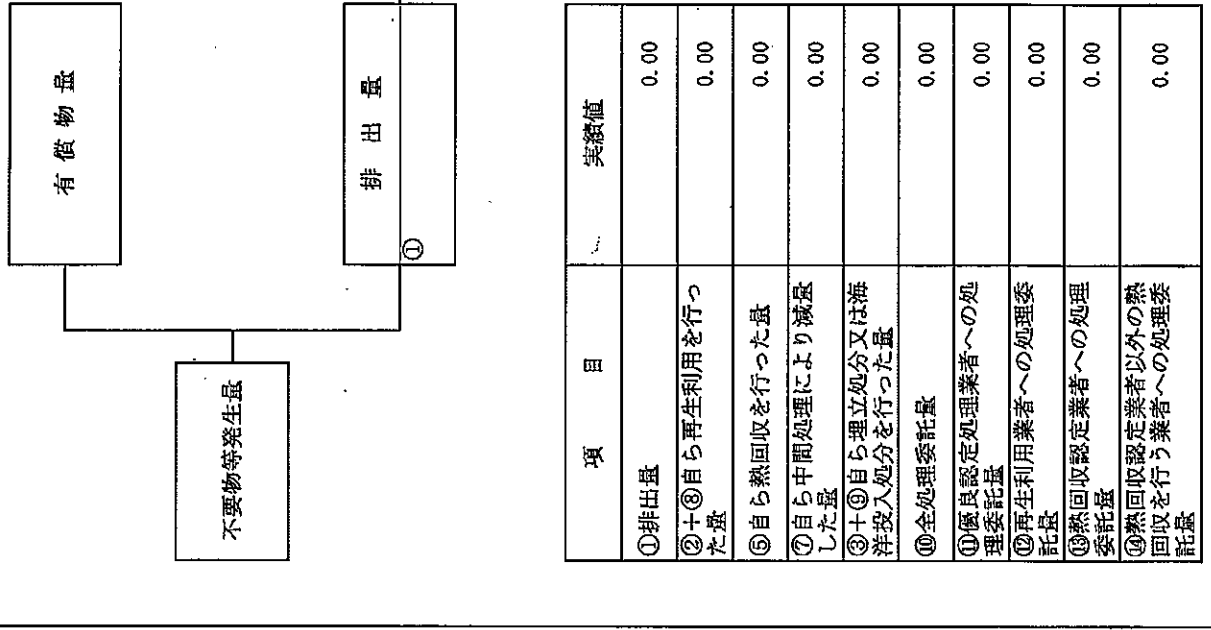 不要物等発生量
有償物量
排出量
①
項目
実績値
①排出量
0.00
②+⑧自ら再生利用を行っ
た量
0.00
⑤自ら熱回収を行った量
0.00
⑦自ら中間処理により減量
した量
0.00
③+⑨自ら埋立処分又は海
洋投入処分を行った量
0.00
⑩全処理委託量
0.00
⑪優良認定処理業者への処
理委託量
0.00
⑫再生利用業者への処理委
託量
0.00
⑬熱回収認定業者への処理
委託量
0.00
⑭熱回収認定業者以外の熱
回収を行う業者への処理委
託量
0.00